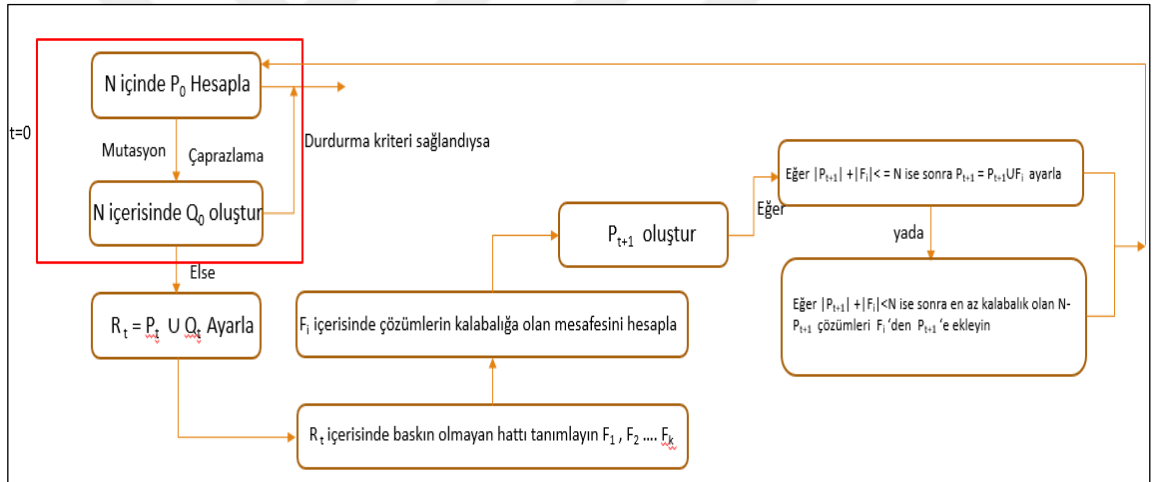 t=0
N içinde P₀ Hesapla
Mutasyon
Çaprazlama
Durdurma kriteri sağlandıysa
N içerisinde Q₀ oluştur
Else
Rₜ = Pₜ ∪ Qₜ Ayarla
Rₜ içerisinde baskın olmayan hattı tanımlayın F₁ , F₂ .... Fₖ
Fᵢ içerisinde çözümlerin kalabalığa olan mesafesini hesapla
Pₜ₊₁ oluştur
Eğer
Eğer |Pₜ₊₁| +|Fᵢ|< = N ise sonra Pₜ₊₁ = Pₜ₊₁UFᵢ ayarla
yada
Eğer |Pₜ₊₁| +|Fᵢ|<N ise sonra en az kalabalık olan N-
Pₜ₊₁ çözümleri Fᵢ ‘den Pₜ₊₁ ‘e ekleyin